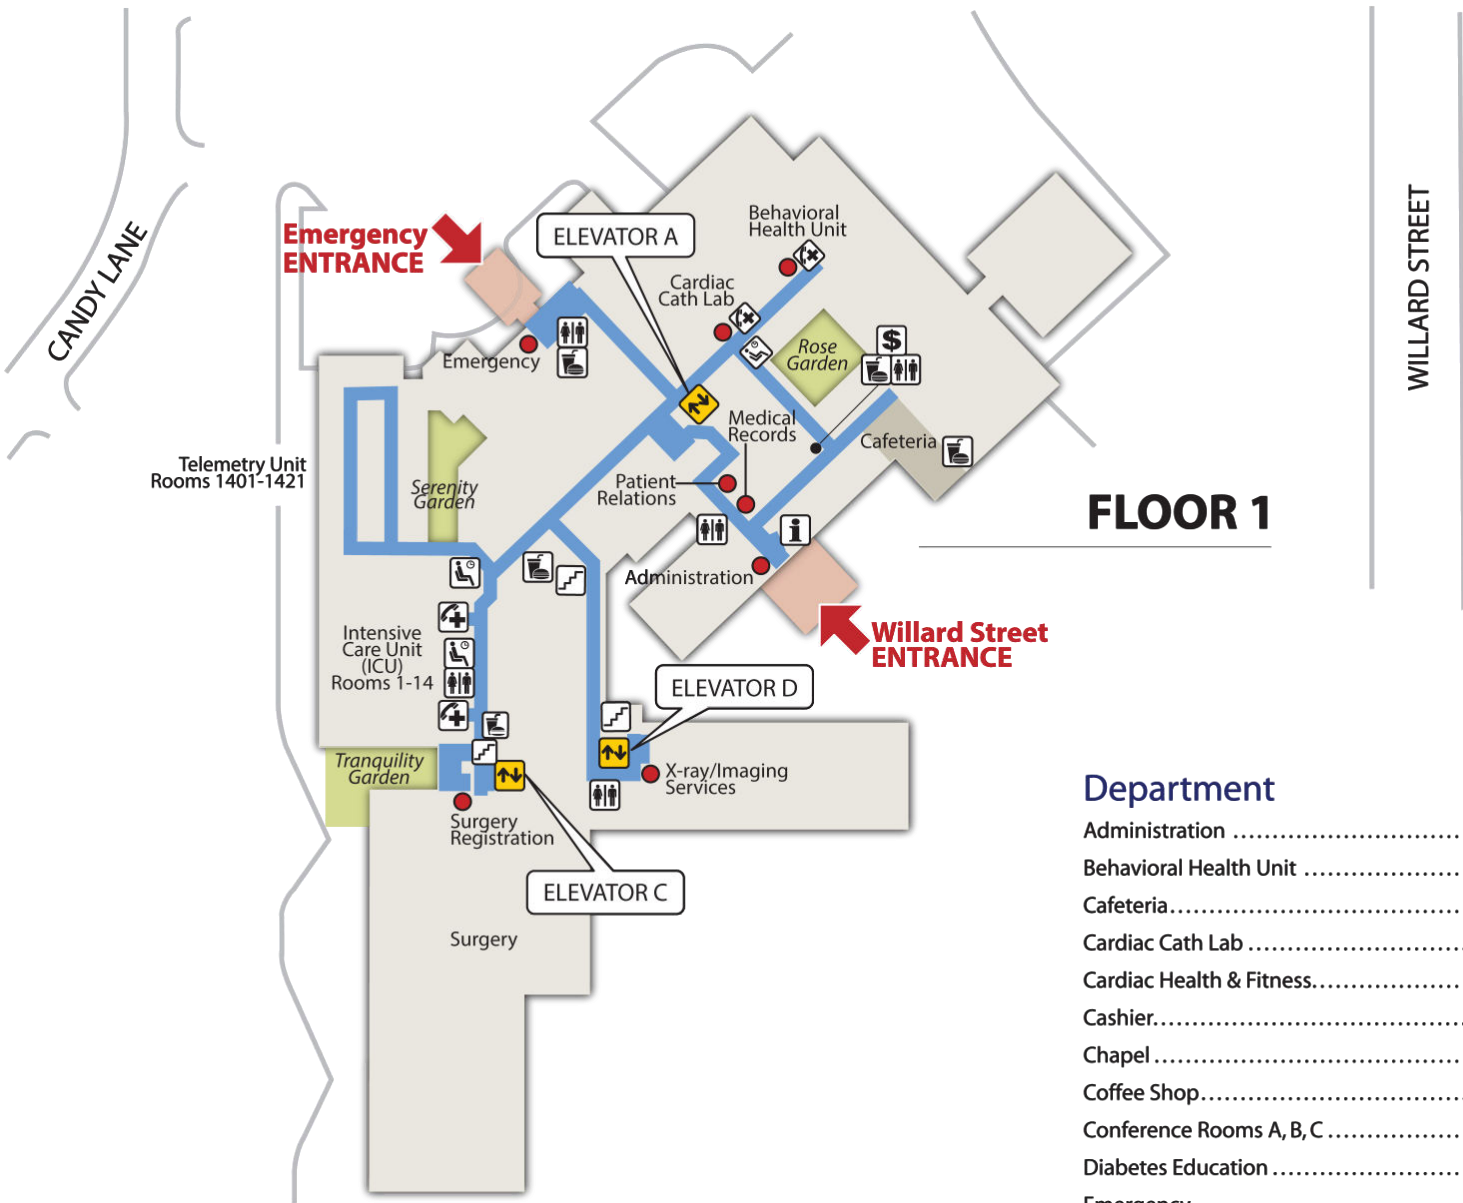 CANDY LANE
WILLARD STREET
Emergency
ENTRANCE
ELEVATOR A
Behavioral
Health Unit
Cardiac
Cath Lab
Rose
Garden
$
Emergency
Medical
Records
Cafeteria
Telemetry Unit
Rooms 1401-1421
Serenity
Garden
Patient
Relations
FLOOR 1
i
Administration
Willard Street
ENTRANCE
Intensive
Care Unit
(ICU)
Rooms 1-14
ELEVATOR D
Tranquility
Garden
X-ray/Imaging
Services
Surgery
Registration
ELEVATOR C
Surgery
Department
Administration ........................................
Behavioral Health Unit ..........................
Cafeteria................................................
Cardiac Cath Lab ...................................
Cardiac Health & Fitness.........................
Cashier..................................................
Chapel ..................................................
Coffee Shop...........................................
Conference Rooms A, B, C .....................
Diabetes Education ...............................
Emergency